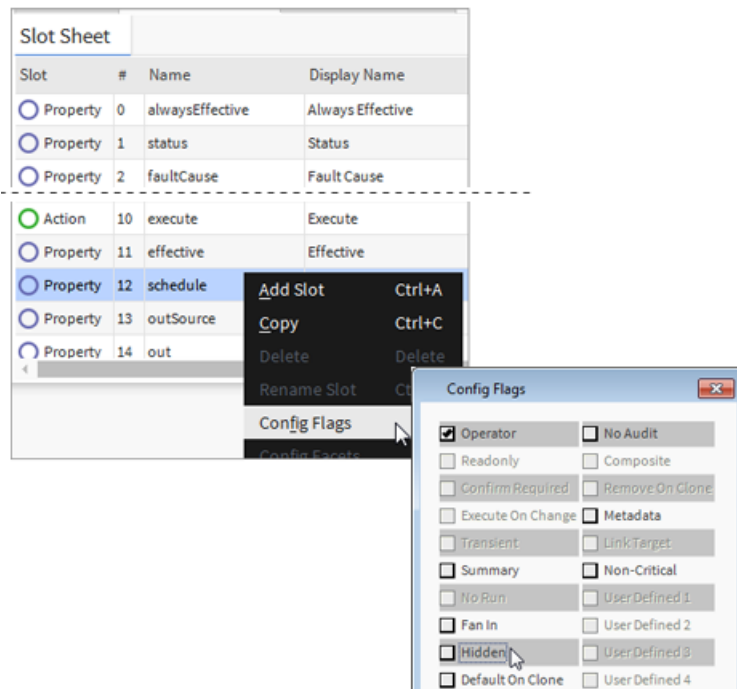 Slot Sheet
Slot # Name Display Name
Property 0 alwaysEffective Always Effective
Property 1 status Status
Property 2 faultCause Fault Cause
Action 10 execute Execute
Property 11 effective Effective
Property 12 schedule
Property 13 outSource
Property 14 out
Add Slot Ctrl+A
Copy Ctrl+C
Delete Delete
Rename Slot Ct
Config Flags
Config Facets
Config Flags
Operator No Audit
Readonly Composite
Confirm Required Remove On Clone
Execute On Change Metadata
Transient Link Target
Summary Non-Critical
No Run User Defined 1
Fan In User Defined 2
Hidden User Defined 3
Default On Clone User Defined 4